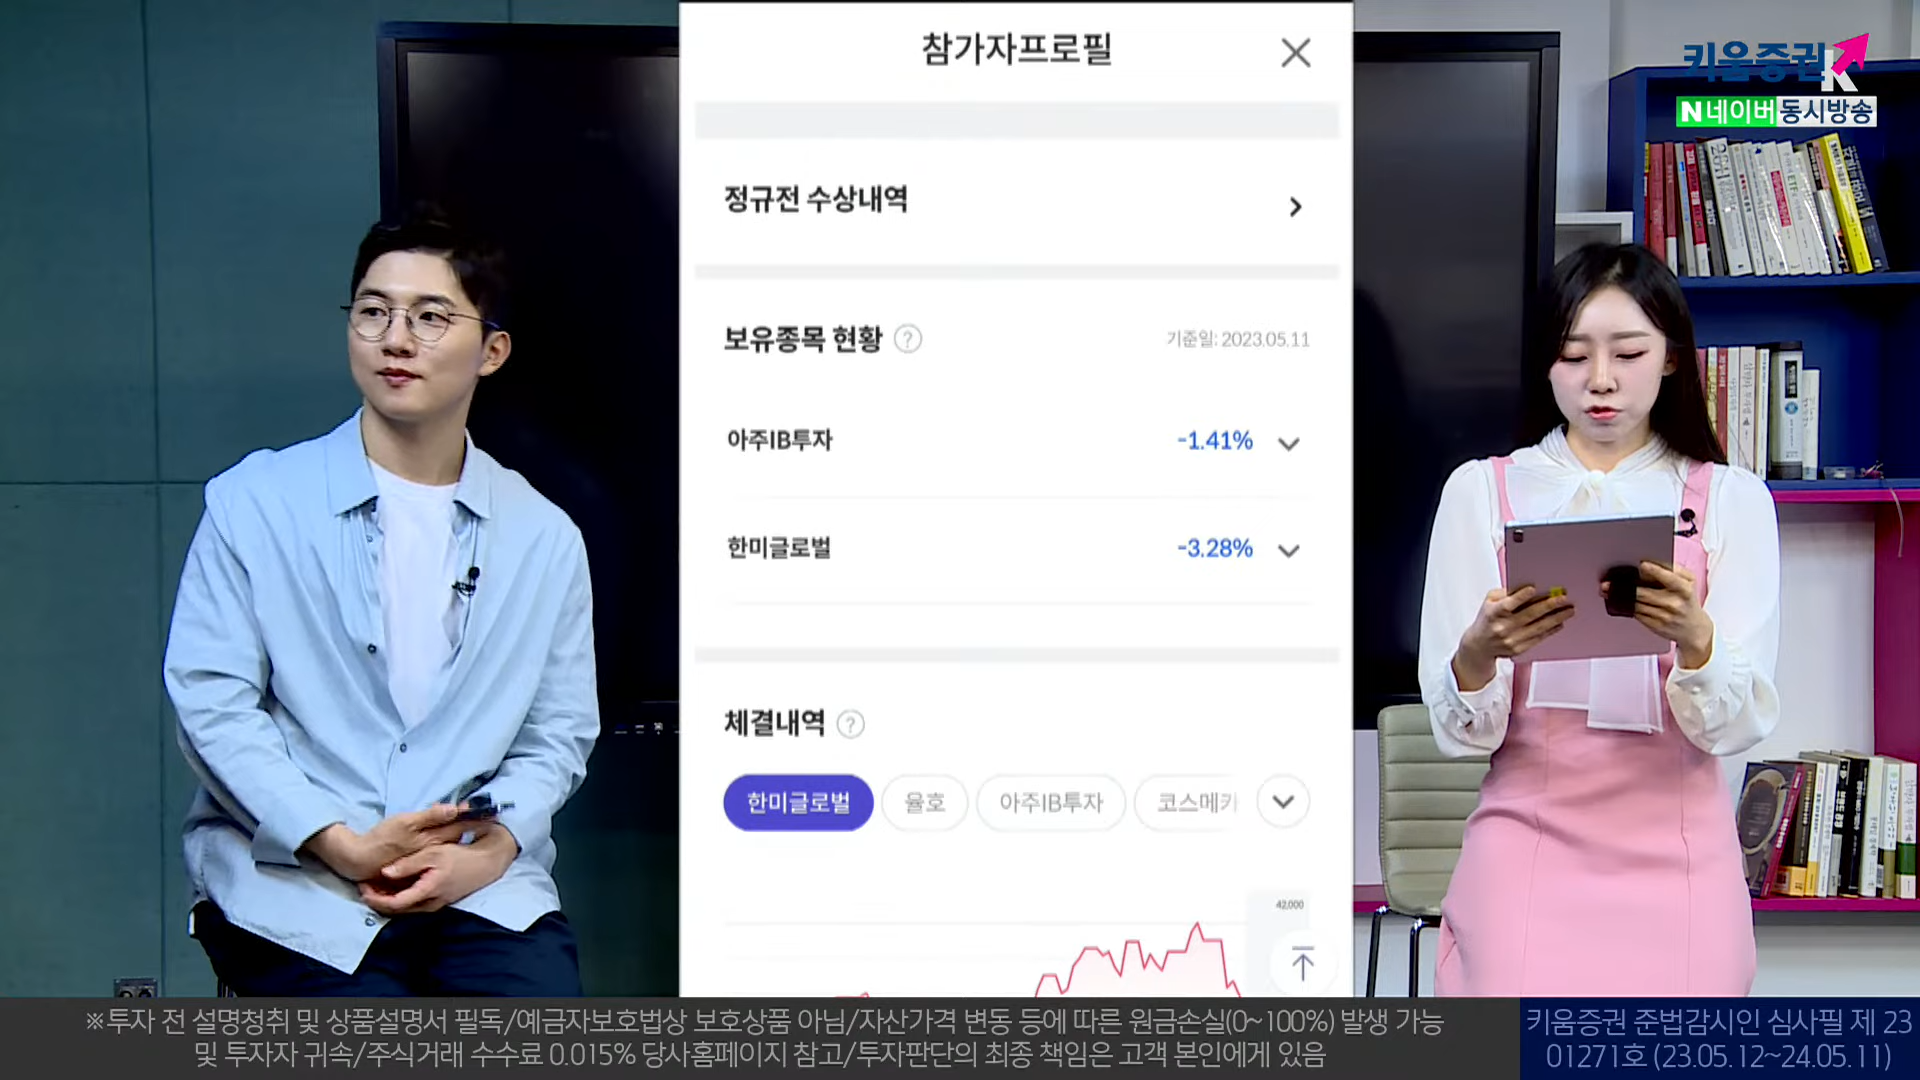 참가자프로필
키움증권
N네이버 동시방송
정규전 수상내역
보유종목 현황 ?
기준일: 2023.05.11
아주IB투자 -1.41%
한미글로벌 -3.28%
체결내역 ?
한미글로벌 율호 아주IB투자 코스메카
42,000
※투자 전 설명청취 및 상품설명서 필독/예금자보호법상 보호상품 아님/자산가격 변동 등에 따른 원금손실(0~100%) 발생 가능
및 투자자 귀속/주식거래 수수료 0.015% 당사홈페이지 참고/투자판단의 최종 책임은 고객 본인에게 있음
키움증권 준법감시인 심사필 제 23
01271호 (23.05.12~24.05.11)